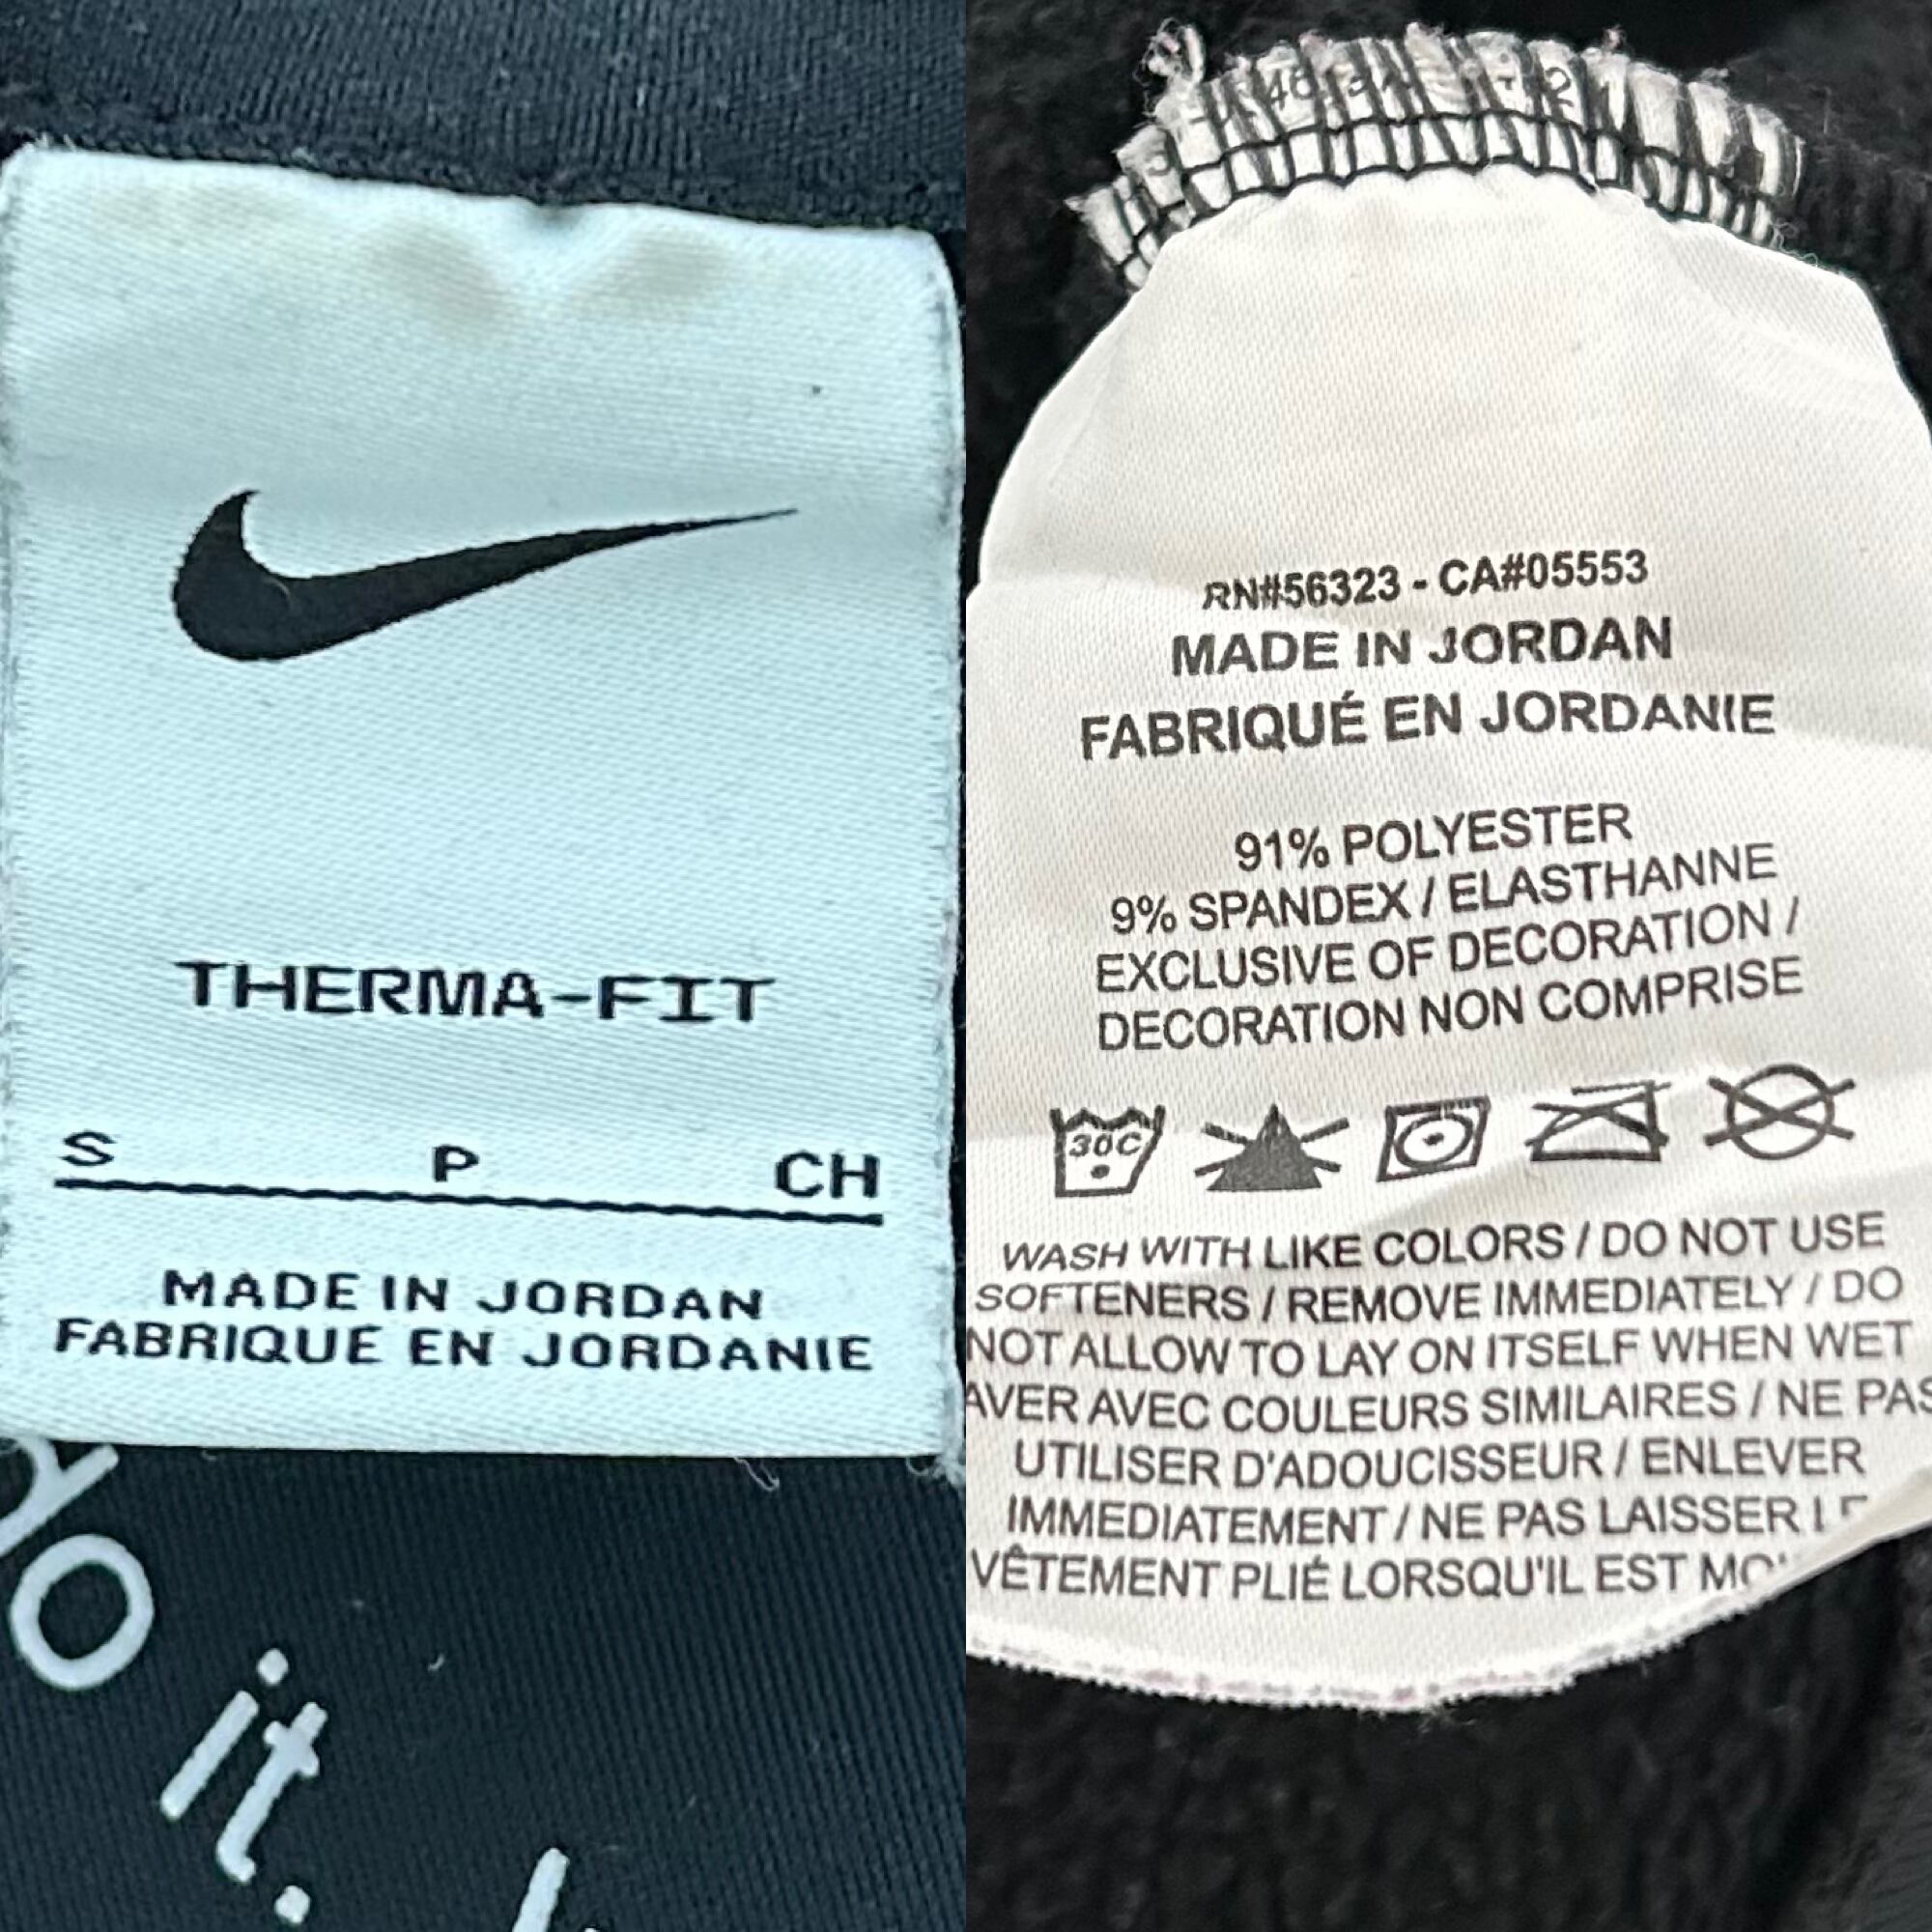 THERMA-FIT
S P CH
MADE IN JORDAN
FABRIQUE EN JORDANIE
do it.
RN#56323 - CA#05553
MADE IN JORDAN
FABRIQUÉ EN JORDANIE
91% POLYESTER
9% SPANDEX / ELASTHANNE
EXCLUSIVE OF DECORATION /
DECORATION NON COMPRISE
30C
WASH WITH LIKE COLORS / DO NOT USE
SOFTENERS / REMOVE IMMEDIATELY / DO
NOT ALLOW TO LAY ON ITSELF WHEN WET
AVER AVEC COULEURS SIMILAIRES / NE PAS
UTILISER D'ADOUCISSEUR / ENLEVER
IMMEDIATEMENT / NE PAS LAISSER
VÊTEMENT PLIÉ LORSQU'IL EST